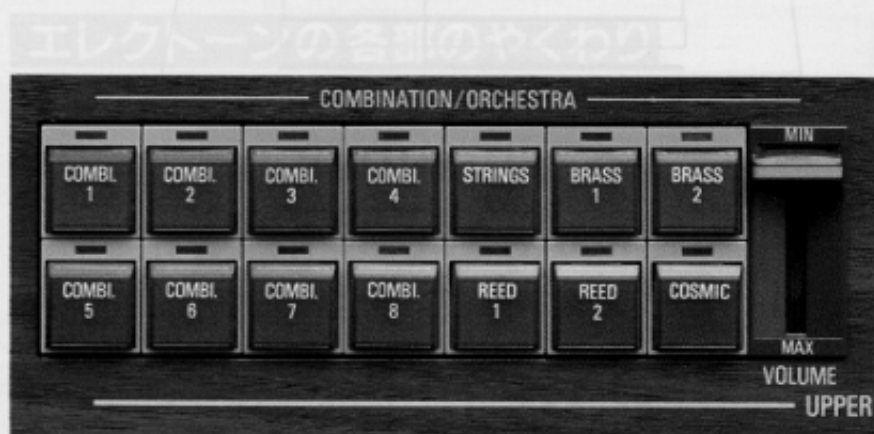 エレクトーンの各部のやくわり
COMBINATION/ORCHESTRA
COMBI. 1
COMBI. 2
COMBI. 3
COMBI. 4
STRINGS
BRASS 1
BRASS 2
MIN
COMBI. 5
COMBI. 6
COMBI. 7
COMBI. 8
REED 1
REED 2
COSMIC
MAX
VOLUME
UPPER